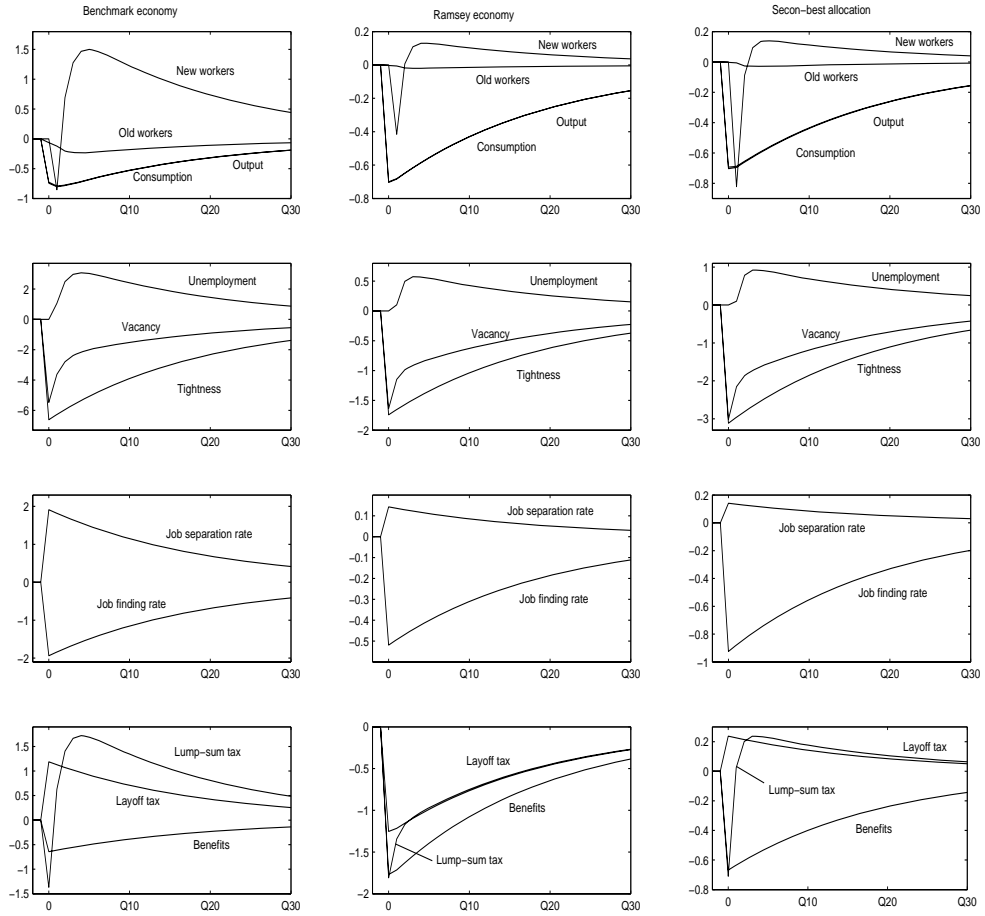 Benchmark economy
Ramsey economy
Secon−best allocation
1.5
1
0.5
0
−0.5
−1
New workers
Old workers
Output
Consumption
0 Q10 Q20 Q30
0.2
0
−0.2
−0.4
−0.6
−0.8
New workers
Old workers
Output
Consumption
0 Q10 Q20 Q30
0.2
0
−0.2
−0.4
−0.6
−0.8
New workers
Old workers
Output
Consumption
0 Q10 Q20 Q30
2
0
−2
−4
−6
Unemployment
Vacancy
Tightness
0 Q10 Q20 Q30
0.5
0
−0.5
−1
−1.5
−2
Unemployment
Vacancy
Tightness
0 Q10 Q20 Q30
1
0
−1
−2
−3
Unemployment
Vacancy
Tightness
0 Q10 Q20 Q30
2
1
0
−1
−2
Job separation rate
Job finding rate
0 Q10 Q20 Q30
0.1
0
−0.1
−0.2
−0.3
−0.4
−0.5
Job separation rate
Job finding rate
0 Q10 Q20 Q30
0.2
0
−0.2
−0.4
−0.6
−0.8
−1
Job separation rate
Job finding rate
0 Q10 Q20 Q30
1.5
1
0.5
0
−0.5
−1
−1.5
Lump−sum tax
Layoff tax
Benefits
0 Q10 Q20 Q30
0
−0.5
−1
−1.5
−2
Layoff tax
Benefits
Lump−sum tax
0 Q10 Q20 Q30
0.2
0
−0.2
−0.4
−0.6
−0.8
Layoff tax
Lump−sum tax
Benefits
0 Q10 Q20 Q30